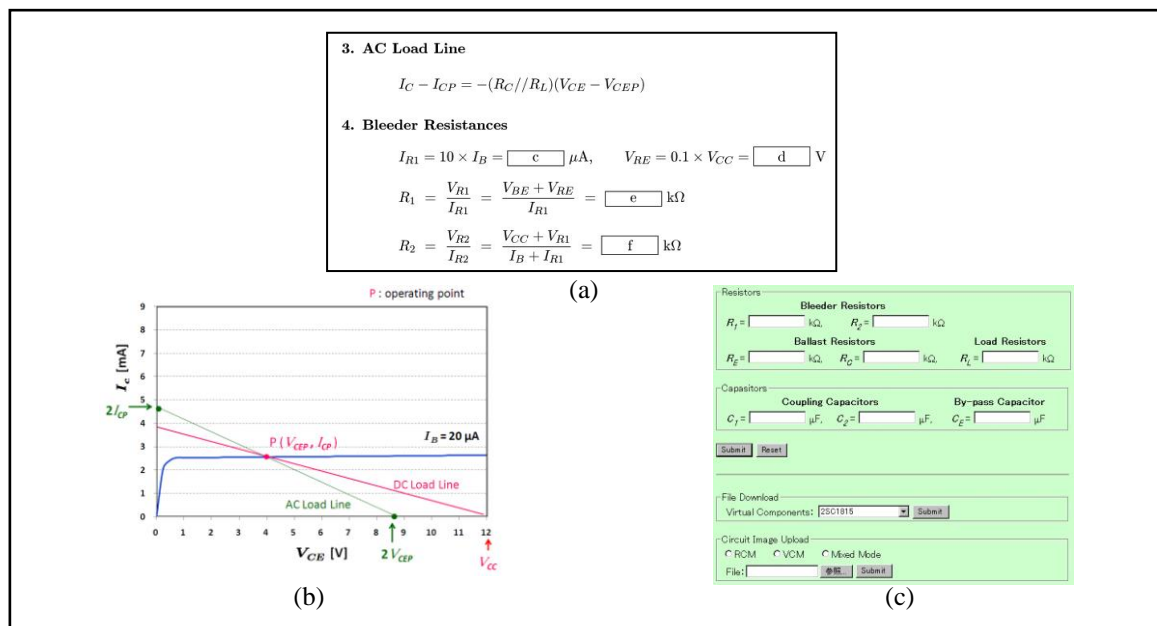 3. AC Load Line
I_C − I_CP = −(R_C//R_L)(V_CE − V_CEP)
4. Bleeder Resistances
I_R1 = 10 × I_B = c μA, V_RE = 0.1 × V_CC = d V
R_1 = V_R1/I_R1 = (V_BE + V_RE)/I_R1 = e kΩ
R_2 = V_R2/I_R2 = (V_CC + V_R1)/(I_B + I_R1) = f kΩ
(a)
P : operating point
9
8
7
6
5
4
3
2
1
0
I_c [mA]
2I_CP
P ( V_CEP , I_CP )
I_B = 20 μA
DC Load Line
AC Load Line
0 1 2 3 4 5 6 7 8 9 10 11 12
V_CE [V]
2 V_CEP
V_CC
(b)
Resistors
Bleeder Resistors
R_1 = kΩ, R_2 = kΩ
Ballast Resistors Load Resistors
R_E = kΩ, R_C = kΩ, R_L = kΩ
Capasitors
Coupling Capacitors By-pass Capacitor
C_1 = μF, C_2 = μF, C_E = μF
Submit Reset
File Download
Virtual Components: 2SC1815 Submit
Circuit Image Upload
RCM VCM Mixed Mode
File: 参照... Submit
(c)